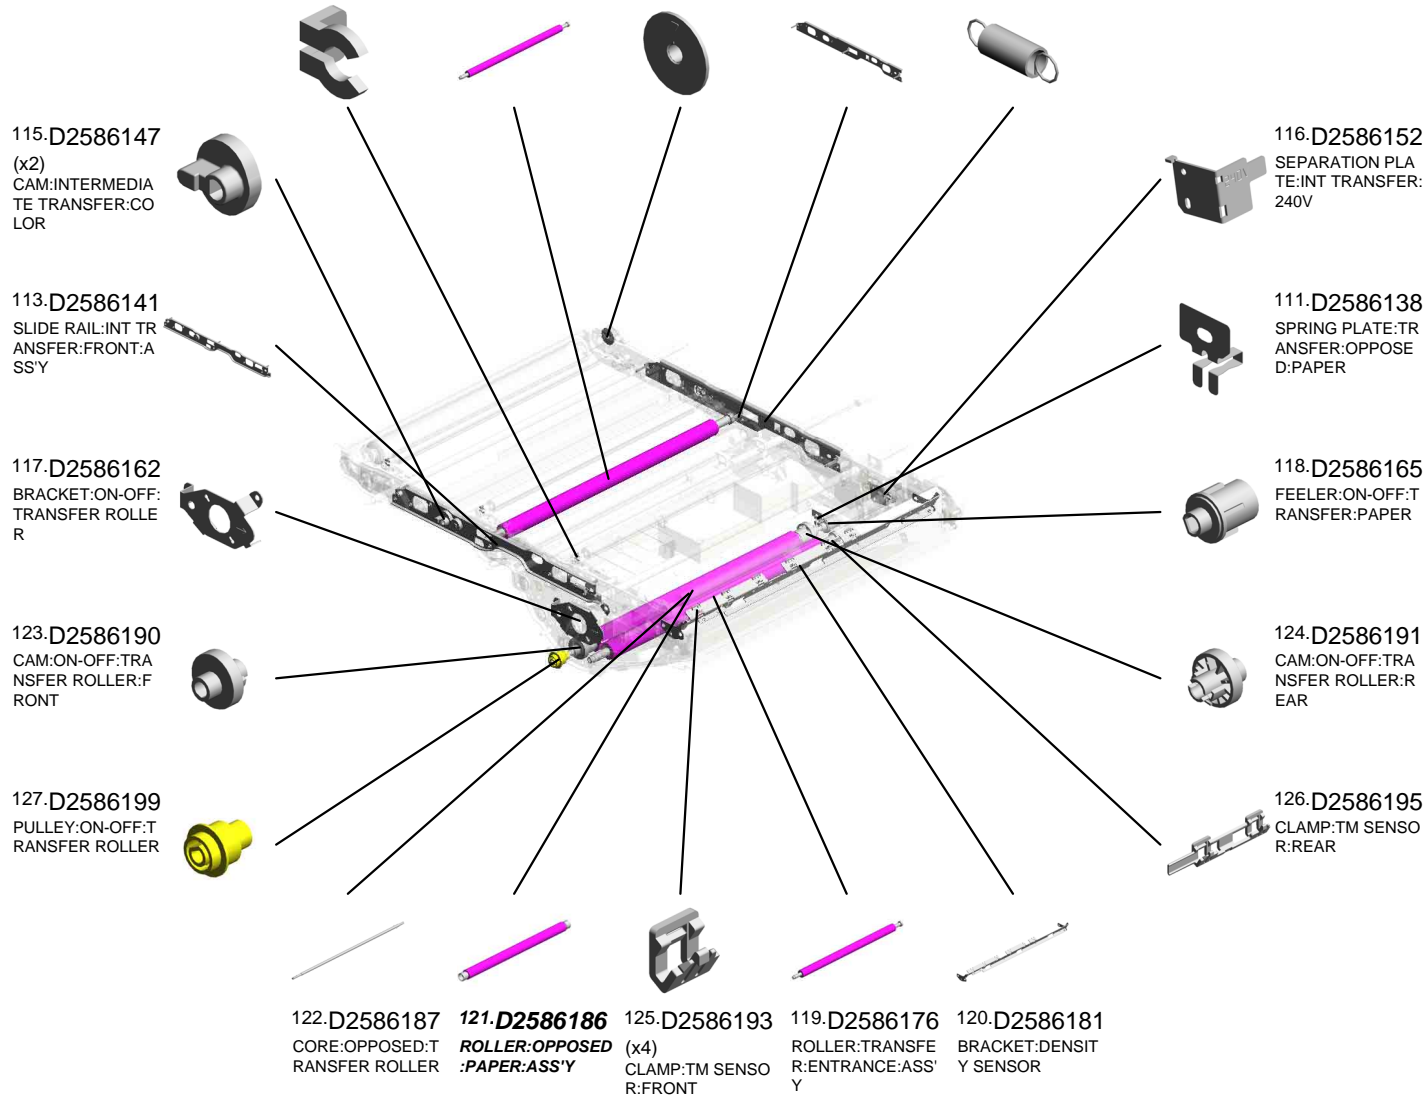 115.D2586147
(x2)
CAM:INTERMEDIA
TE TRANSFER:CO
LOR
113.D2586141
SLIDE RAIL:INT TR
ANSFER:FRONT:A
SS'Y
117.D2586162
BRACKET:ON-OFF:
TRANSFER ROLLE
R
123.D2586190
CAM:ON-OFF:TRA
NSFER ROLLER:F
RONT
127.D2586199
PULLEY:ON-OFF:T
RANSFER ROLLER
116.D2586152
SEPARATION PLA
TE:INT TRANSFER:
240V
111.D2586138
SPRING PLATE:TR
ANSFER:OPPOSE
D:PAPER
118.D2586165
FEELER:ON-OFF:T
RANSFER:PAPER
124.D2586191
CAM:ON-OFF:TRA
NSFER ROLLER:R
EAR
126.D2586195
CLAMP:TM SENSO
R:REAR
122.D2586187
CORE:OPPOSED:T
RANSFER ROLLER
121.D2586186
ROLLER:OPPOSED
:PAPER:ASS'Y
125.D2586193
(x4)
CLAMP:TM SENSO
R:FRONT
119.D2586176
ROLLER:TRANSFE
R:ENTRANCE:ASS'
Y
120.D2586181
BRACKET:DENSIT
Y SENSOR